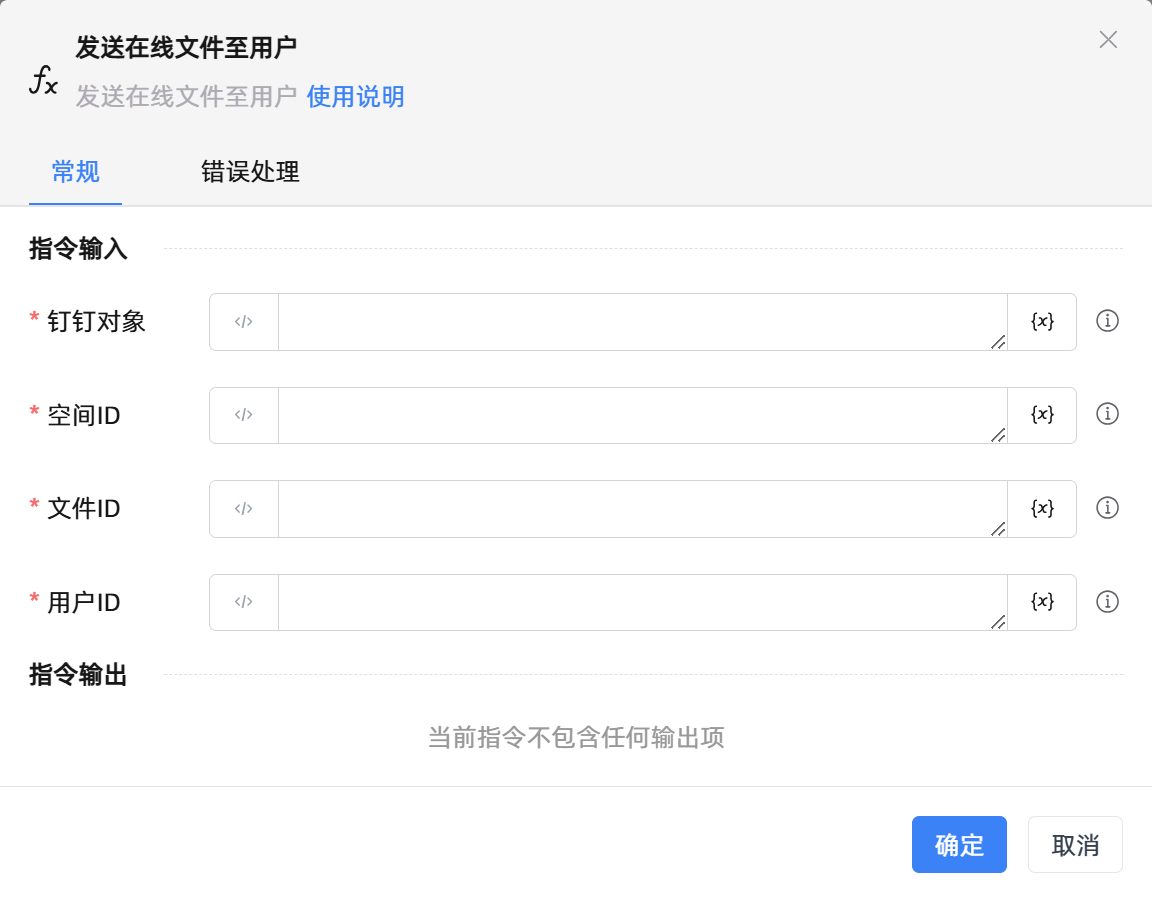 发送在线文件至用户
发送在线文件至用户 使用说明
常规 错误处理
指令输入
* 钉钉对象 </> {x}
* 空间ID </> {x}
* 文件ID </> {x}
* 用户ID </> {x}
指令输出
当前指令不包含任何输出项
确定 取消